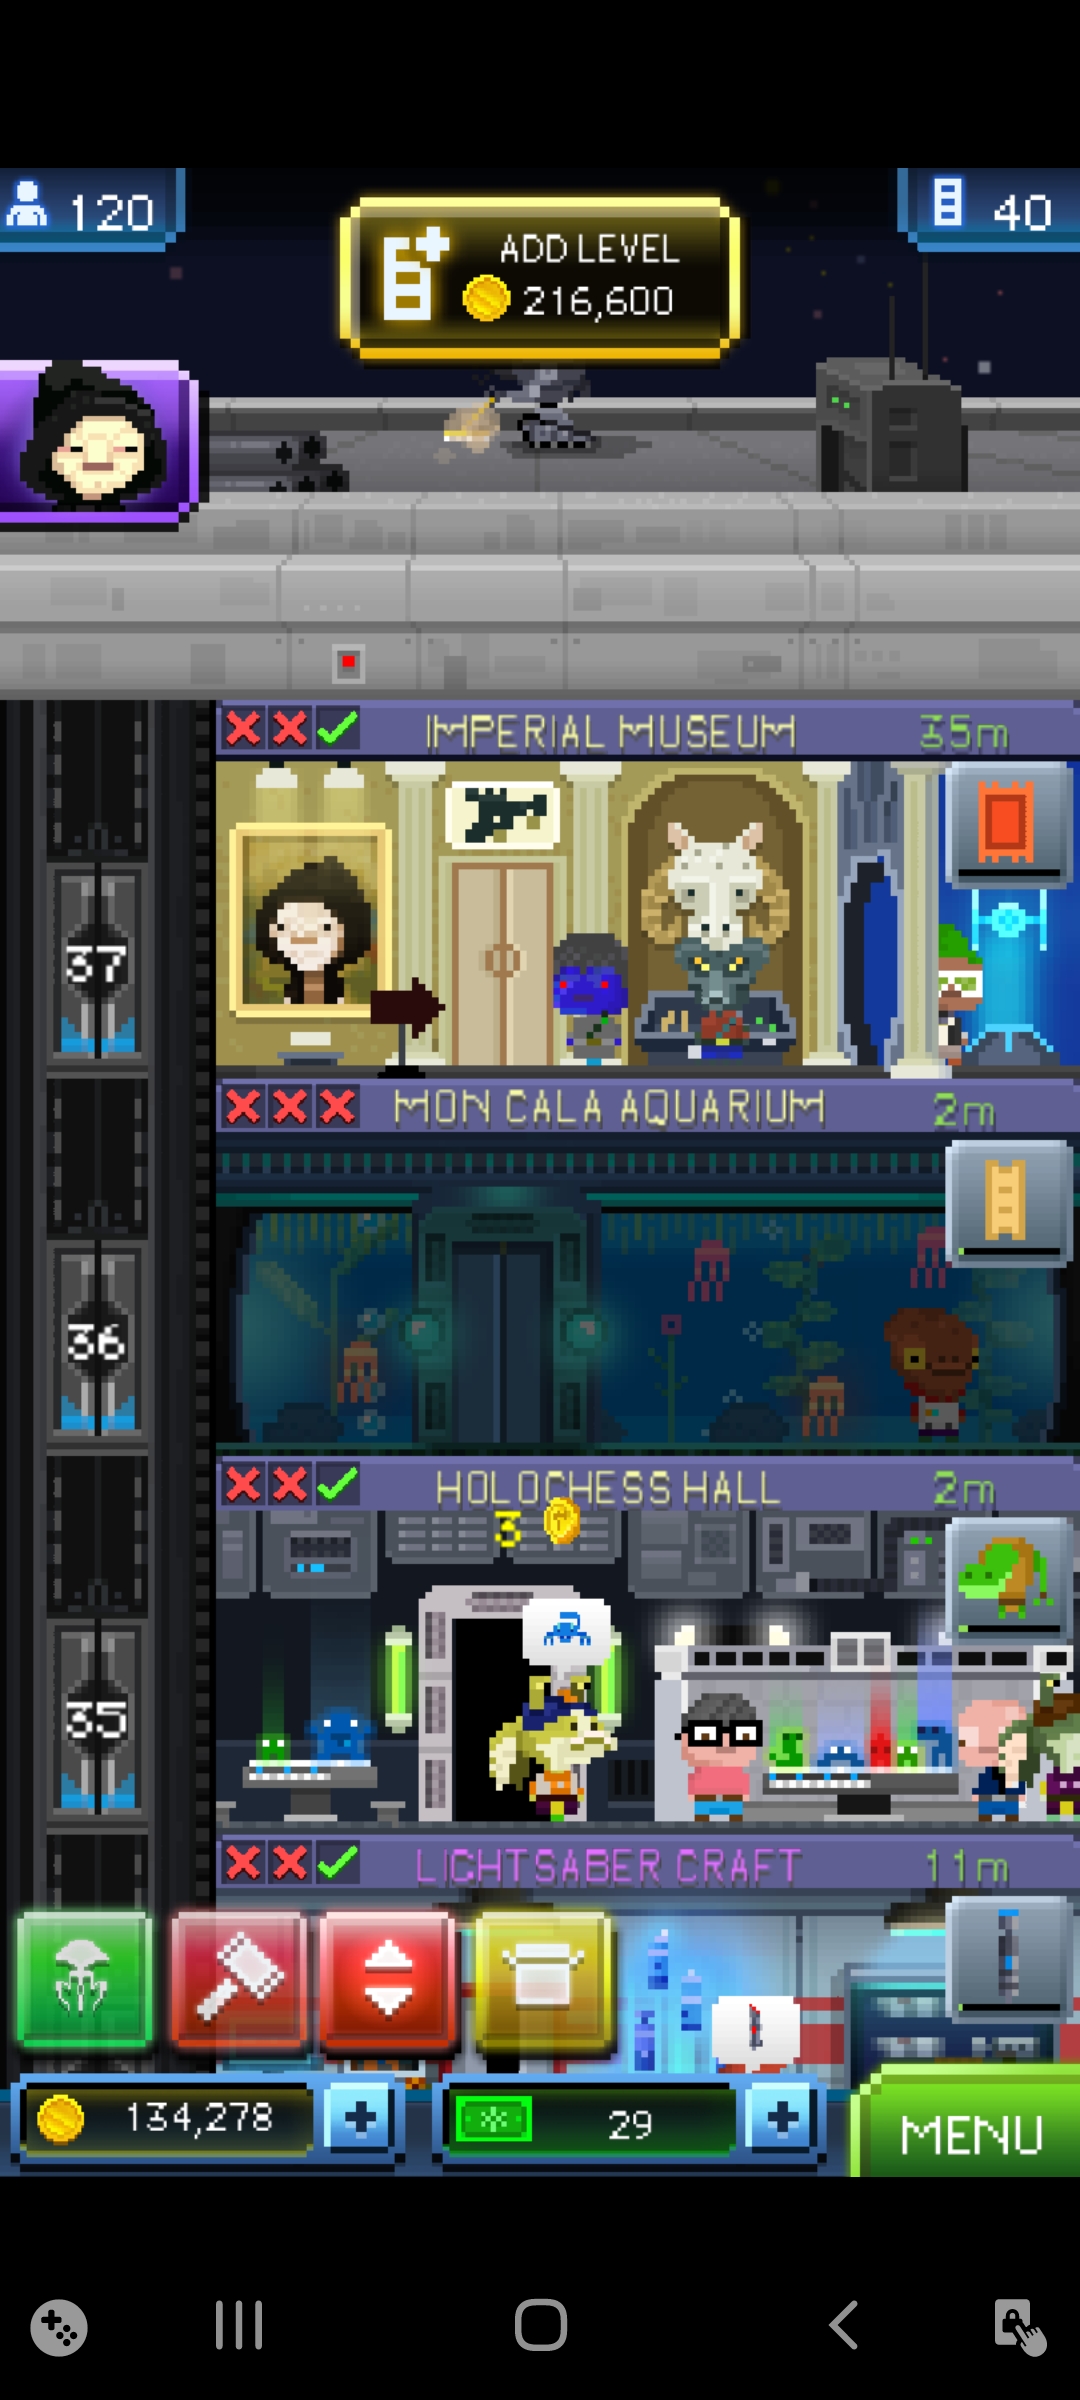 120
ADD LEVEL
216,600
40
IMPERIAL MUSEUM 35m
37
MON CALA AQUARIUM 2m
36
HOLOCHESS HALL 2m
3
35
LIGHTSABER CRAFT 11m
134,278
29
MENU